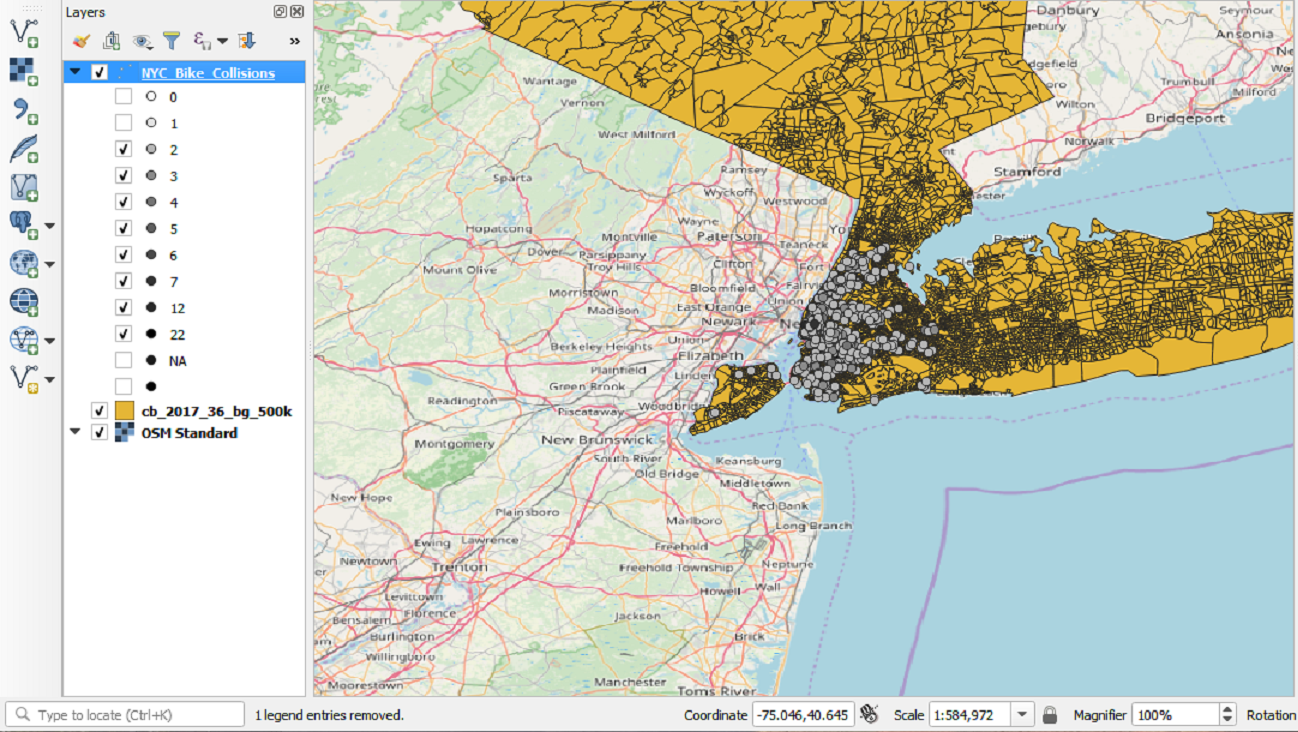 Layers
»
NYC_Bike_Collisions
0
1
2
3
4
5
6
7
12
22
NA
cb_2017_36_bg_500k
OSM Standard
Danbury
Seymour
Ansonia
Wantage
Vernon
Trumbull
Milford
Wilton
Bridgeport
West Milford
Norwalk
Stamford
Ramsey
Sparta
Wyckoff
Westwood
Wayne
Hopatcong
Montville
Paterson
Teaneck
Dover
Parsippany
Troy Hills
Clifton
Fort
Mount Olive
Bloomfield
Morristown
East Orange
Union
Madison
Newark
Berkeley Heights
Union
Elizabeth
Plainfield
Linden
Green Brook
Readington
Woodbridge
Piscataway
Montgomery
New Brunswick
South River
Keansburg
Old Bridge
Middletown
New Hope
Red Bank
Plainsboro
Marlboro
Long Branch
Ewing
Lawrence
Freehold
Newtown
Neptune
Trenton
Freehold Township
Howell
Wall
Levittown
Florence
Bensalem
Jackson
Burlington
Brick
Willingboro
Moorestown
Manchester
Toms River
Type to locate (Ctrl+K)
1 legend entries removed.
Coordinate
-75.046,40.645
Scale
1:584,972
Magnifier
100%
Rotation